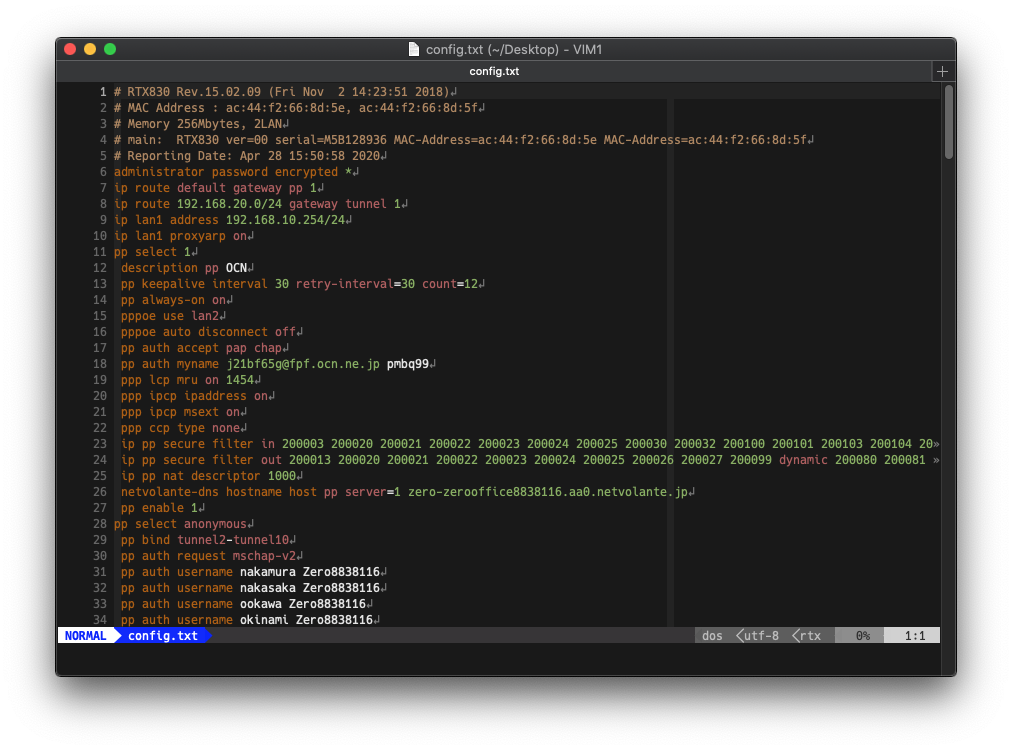 config.txt (~/Desktop) - VIM1
config.txt
1 # RTX830 Rev.15.02.09 (Fri Nov  2 14:23:51 2018)↲
2 # MAC Address : ac:44:f2:66:8d:5e, ac:44:f2:66:8d:5f↲
3 # Memory 256Mbytes, 2LAN↲
4 # main:  RTX830 ver=00 serial=M5B128936 MAC-Address=ac:44:f2:66:8d:5e MAC-Address=ac:44:f2:66:8d:5f↲
5 # Reporting Date: Apr 28 15:50:58 2020↲
6 administrator password encrypted *↲
7 ip route default gateway pp 1↲
8 ip route 192.168.20.0/24 gateway tunnel 1↲
9 ip lan1 address 192.168.10.254/24↲
10 ip lan1 proxyarp on↲
11 pp select 1↲
12  description pp OCN↲
13  pp keepalive interval 30 retry-interval=30 count=12↲
14  pp always-on on↲
15  pppoe use lan2↲
16  pppoe auto disconnect off↲
17  pp auth accept pap chap↲
18  pp auth myname j21bf65g@fpf.ocn.ne.jp pmbq99↲
19  ppp lcp mru on 1454↲
20  ppp ipcp ipaddress on↲
21  ppp ipcp msext on↲
22  ppp ccp type none↲
23  ip pp secure filter in 200003 200020 200021 200022 200023 200024 200025 200030 200032 200100 200101 200103 200104 20»
24  ip pp secure filter out 200013 200020 200021 200022 200023 200024 200025 200026 200027 200099 dynamic 200080 200081 »
25  ip pp nat descriptor 1000↲
26  netvolante-dns hostname host pp server=1 zero-zerooffice8838116.aa0.netvolante.jp↲
27  pp enable 1↲
28 pp select anonymous↲
29  pp bind tunnel2-tunnel10↲
30  pp auth request mschap-v2↲
31  pp auth username nakamura Zero8838116↲
32  pp auth username nakasaka Zero8838116↲
33  pp auth username ookawa Zero8838116↲
34  pp auth username okinami Zero8838116↲
NORMAL config.txt dos utf-8 rtx 0% 1:1